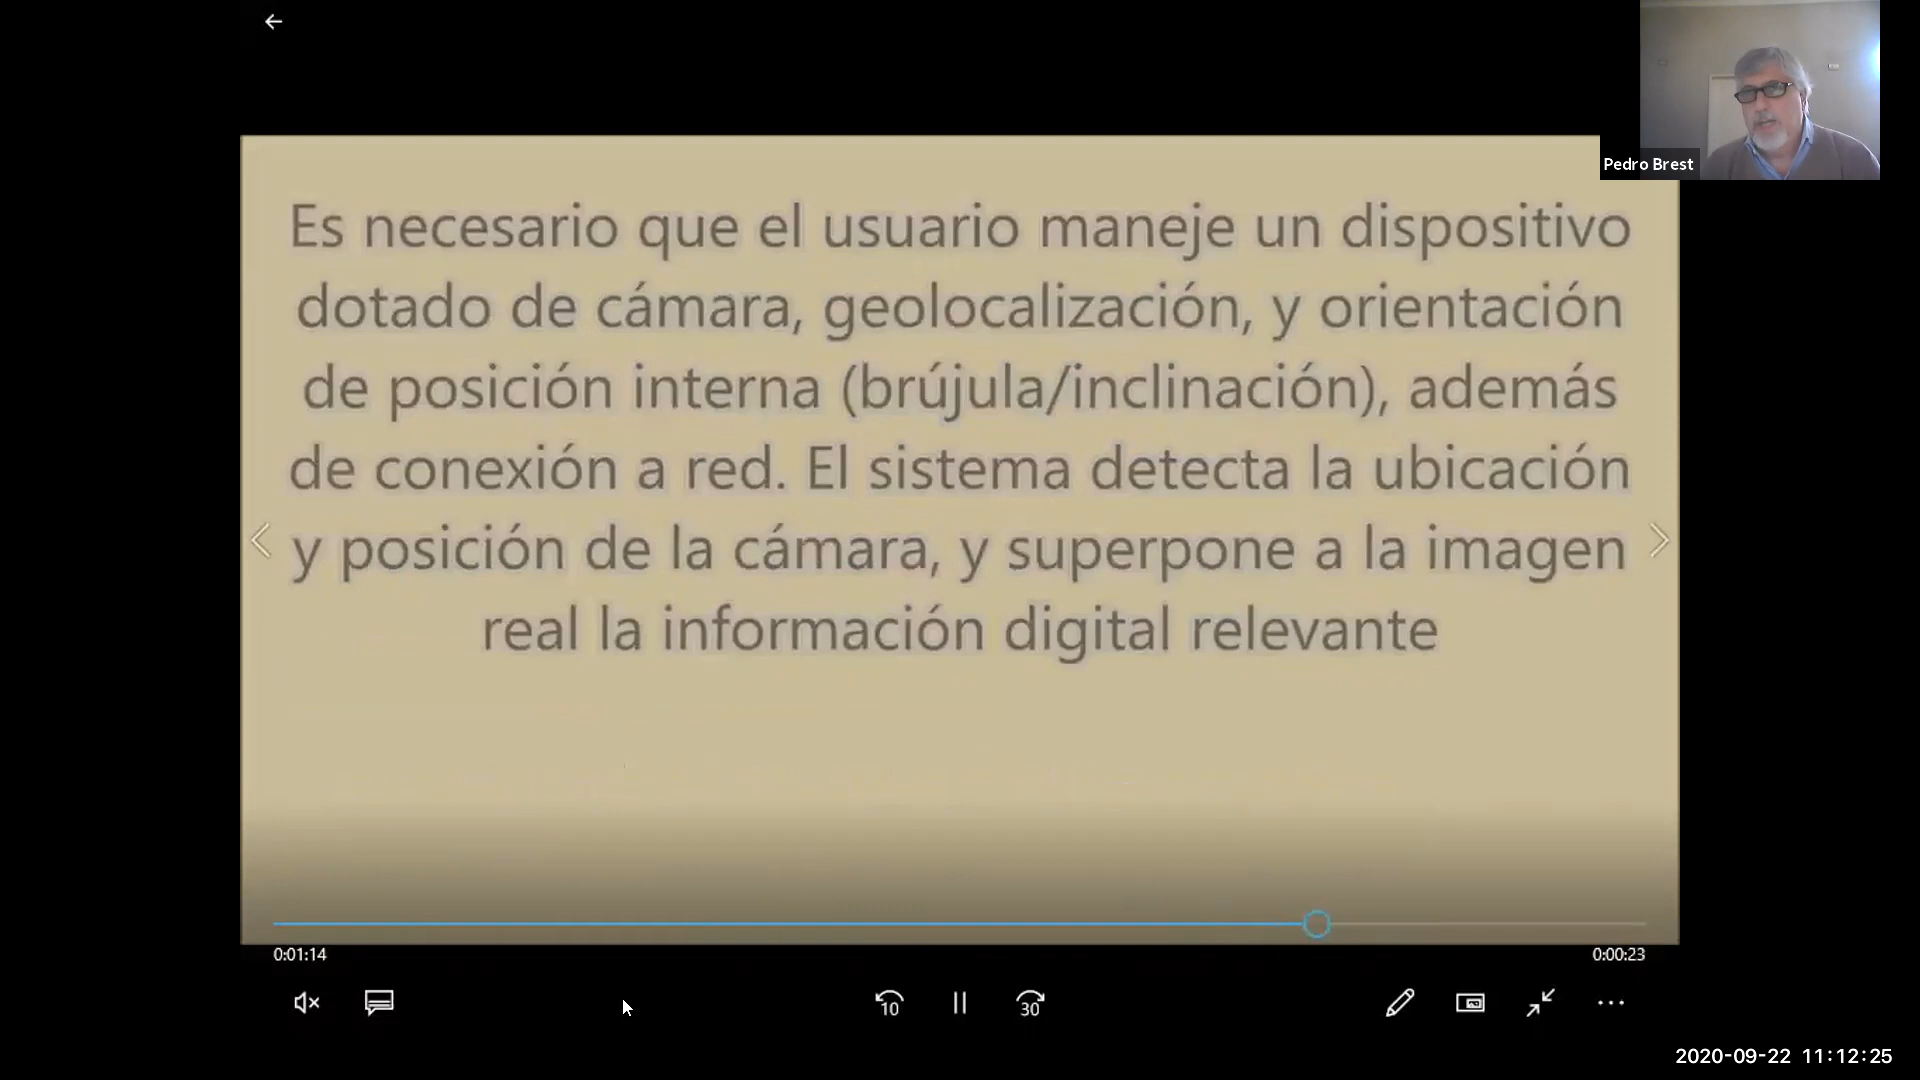 Pedro Brest
Es necesario que el usuario maneje un dispositivo
dotado de cámara, geolocalización, y orientación
de posición interna (brújula/inclinación), además
de conexión a red. El sistema detecta la ubicación
y posición de la cámara, y superpone a la imagen
real la información digital relevante
0:01:14
0:00:23
10
30
2020-09-22 11:12:25